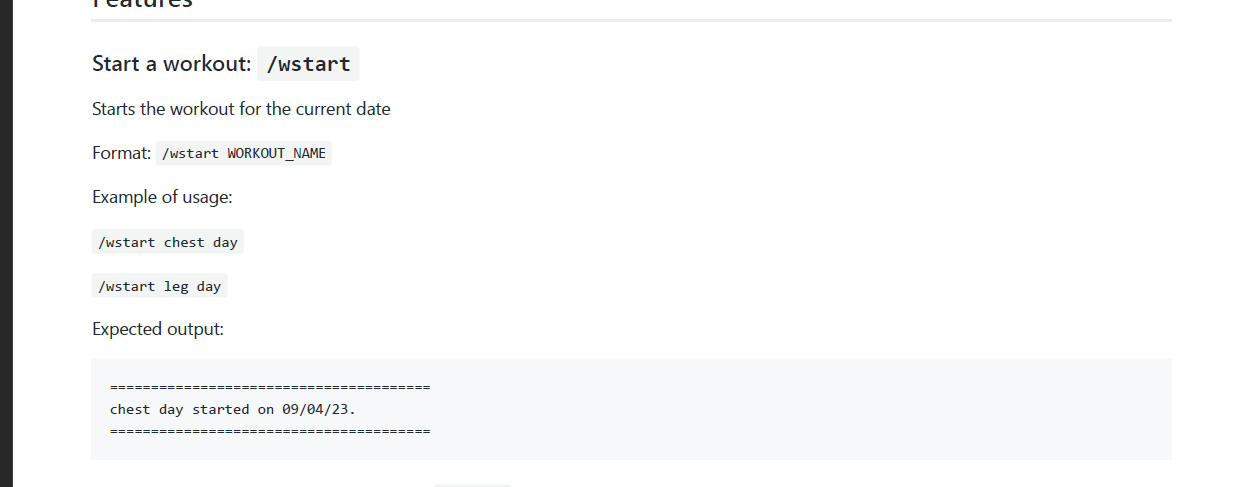 Features
Start a workout: /wstart
Starts the workout for the current date
Format: /wstart WORKOUT_NAME
Example of usage:
/wstart chest day
/wstart leg day
Expected output:
=======================================
chest day started on 09/04/23.
=======================================